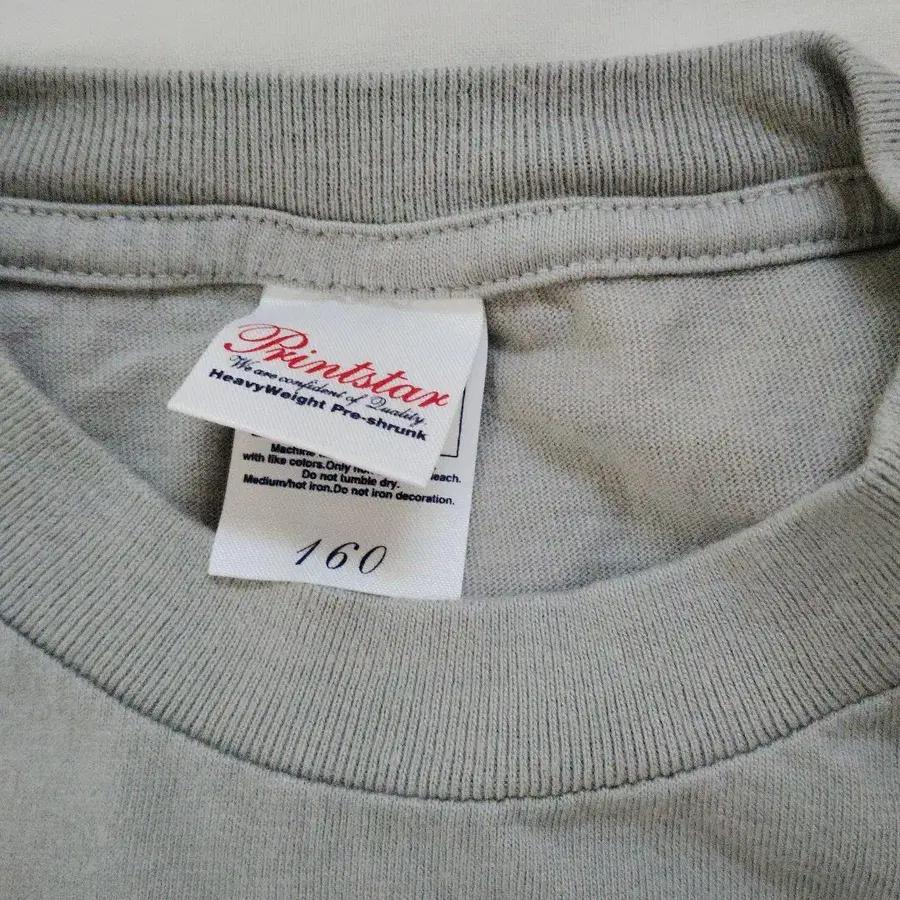 Printstar
We are confident of Quality.
HeavyWeight Pre-shrunk
Machine
with like colors.Only
Do not tumble dry.
Medium/hot iron.Do not iron decoration.
160